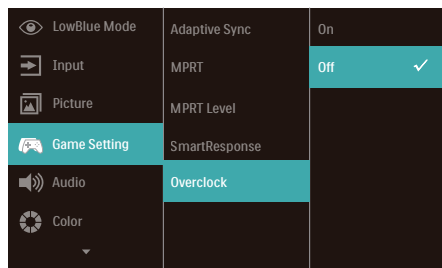 LowBlue Mode
Input
Picture
Game Setting
Audio
Color
Adaptive Sync
MPRT
MPRT Level
SmartResponse
Overclock
On
Off